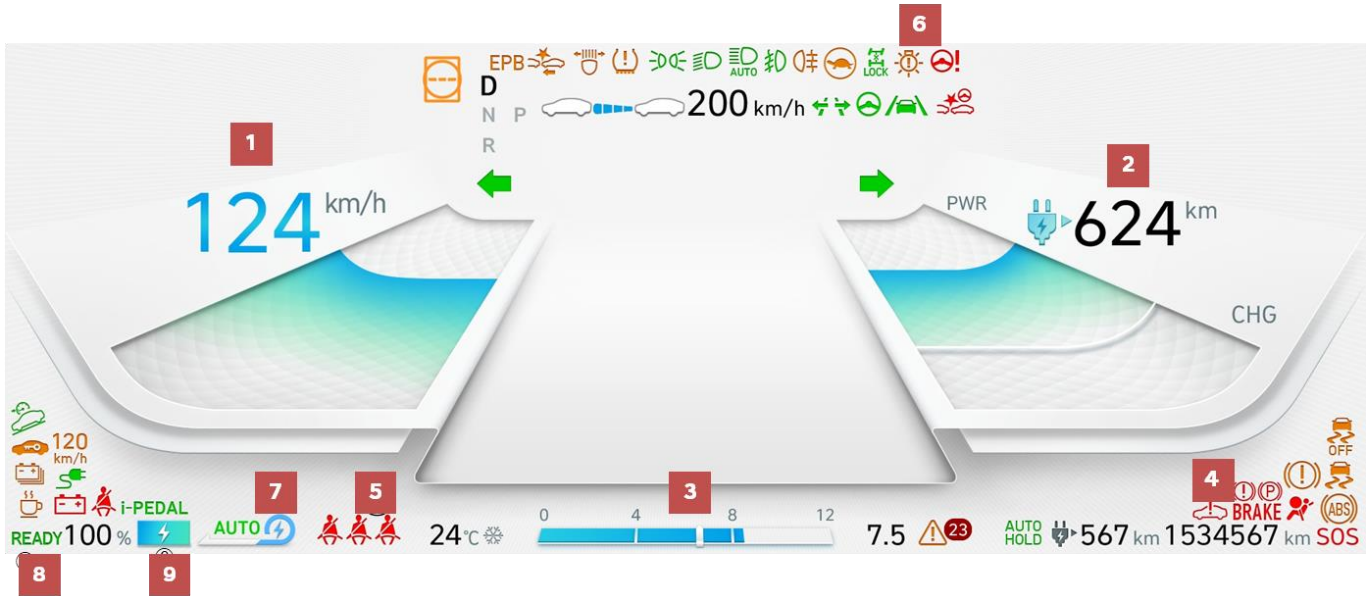 6
EPB AUTO LOCK
D
N P
R
200 km/h
1
124 km/h
2
PWR
624 km
CHG
120
km/h
OFF
i-PEDAL
7
5
3
4
P
BRAKE
ABS
READY 100 %
AUTO
24°C
0 4 8 12
7.5
23
AUTO
HOLD
567 km
1534567 km
SOS
8
9